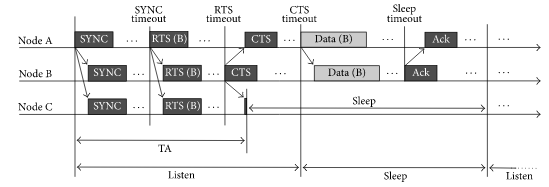 SYNC timeout
RTS timeout
CTS timeout
Sleep timeout
Node A SYNC ... RTS (B) ... CTS ... Data (B) ... Ack ...
Node B SYNC ... RTS (B) ... CTS ... Data (B) ... Ack ...
Node C SYNC ... RTS (B) ... Sleep ...
TA
Listen Sleep Listen